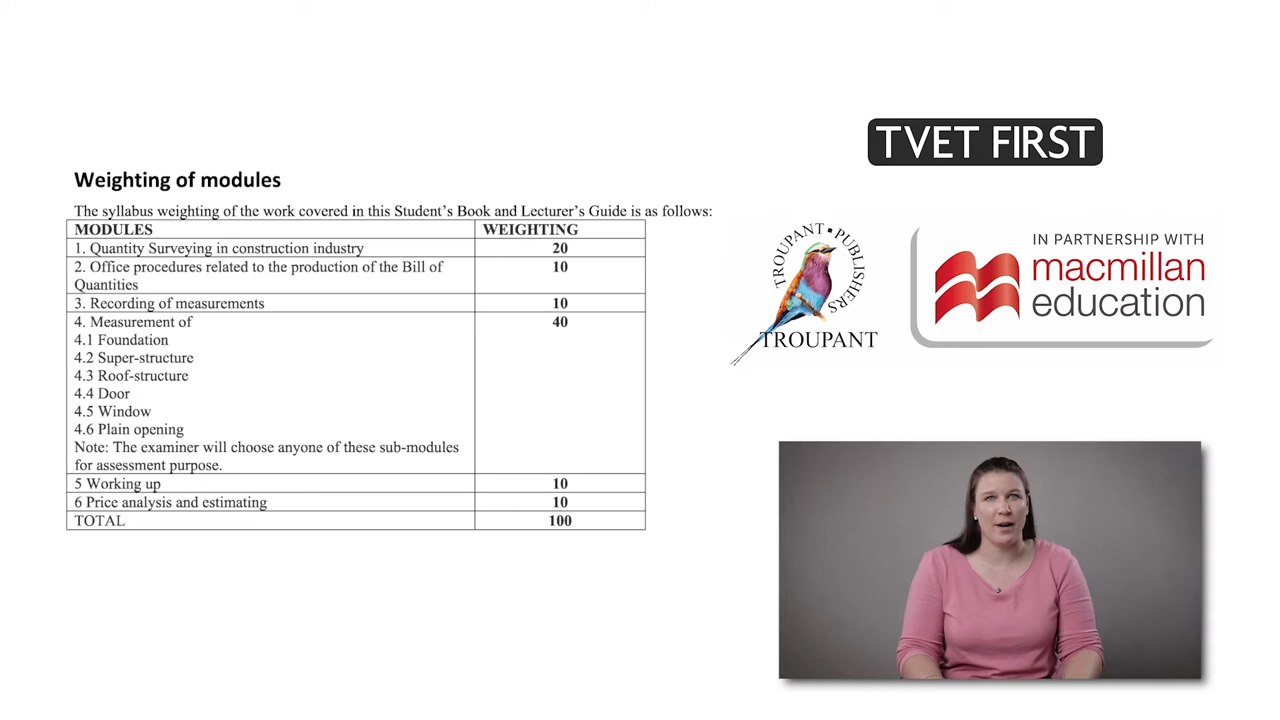 Weighting of modules
The syllabus weighting of the work covered in this Student's Book and Lecturer's Guide is as follows:
MODULES WEIGHTING
1. Quantity Surveying in construction industry 20
2. Office procedures related to the production of the Bill of 10
Quantities
3. Recording of measurements 10
4. Measurement of 40
4.1 Foundation
4.2 Super-structure
4.3 Roof-structure
4.4 Door
4.5 Window
4.6 Plain opening
Note: The examiner will choose anyone of these sub-modules
for assessment purpose.
5 Working up 10
6 Price analysis and estimating 10
TOTAL 100
TVET FIRST
TROUPANT PUBLISHERS
TROUPANT
IN PARTNERSHIP WITH
macmillan
education